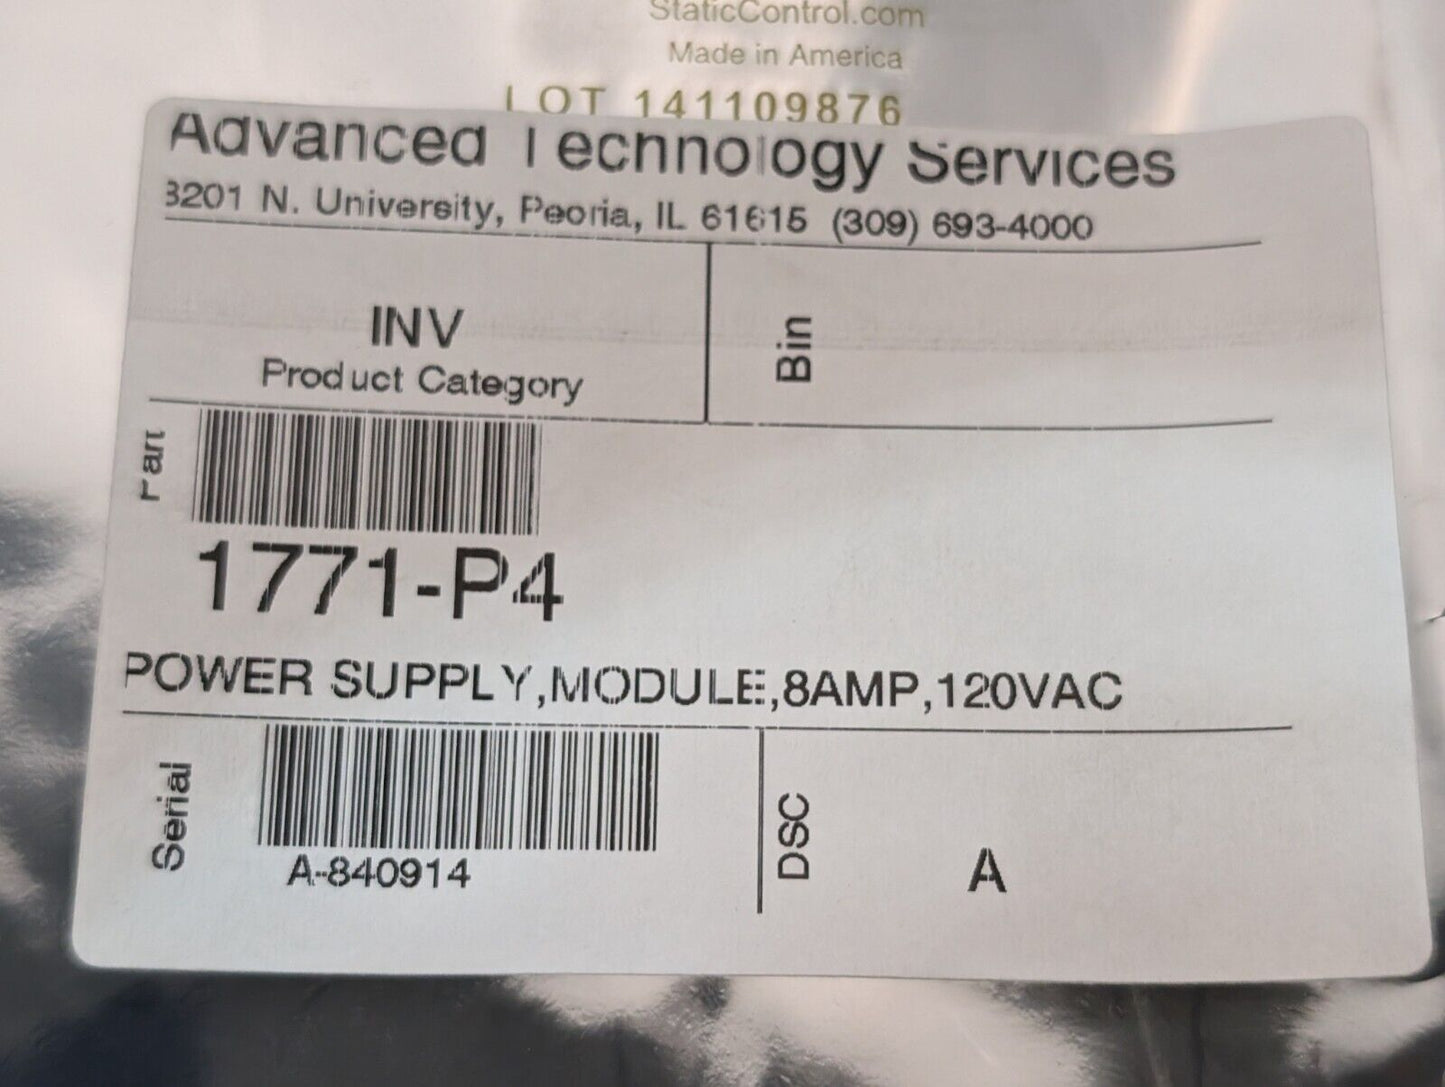 StaticControl.com
Made in America
LOT 141109876
Advanced Technology Services
3201 N. University, Peoria, IL 61615 (309) 693-4000
INV
Product Category
Bin
Part
1771-P4
POWER SUPPLY,MODULE,8AMP,120VAC
Serial
A-840914
DSC
A